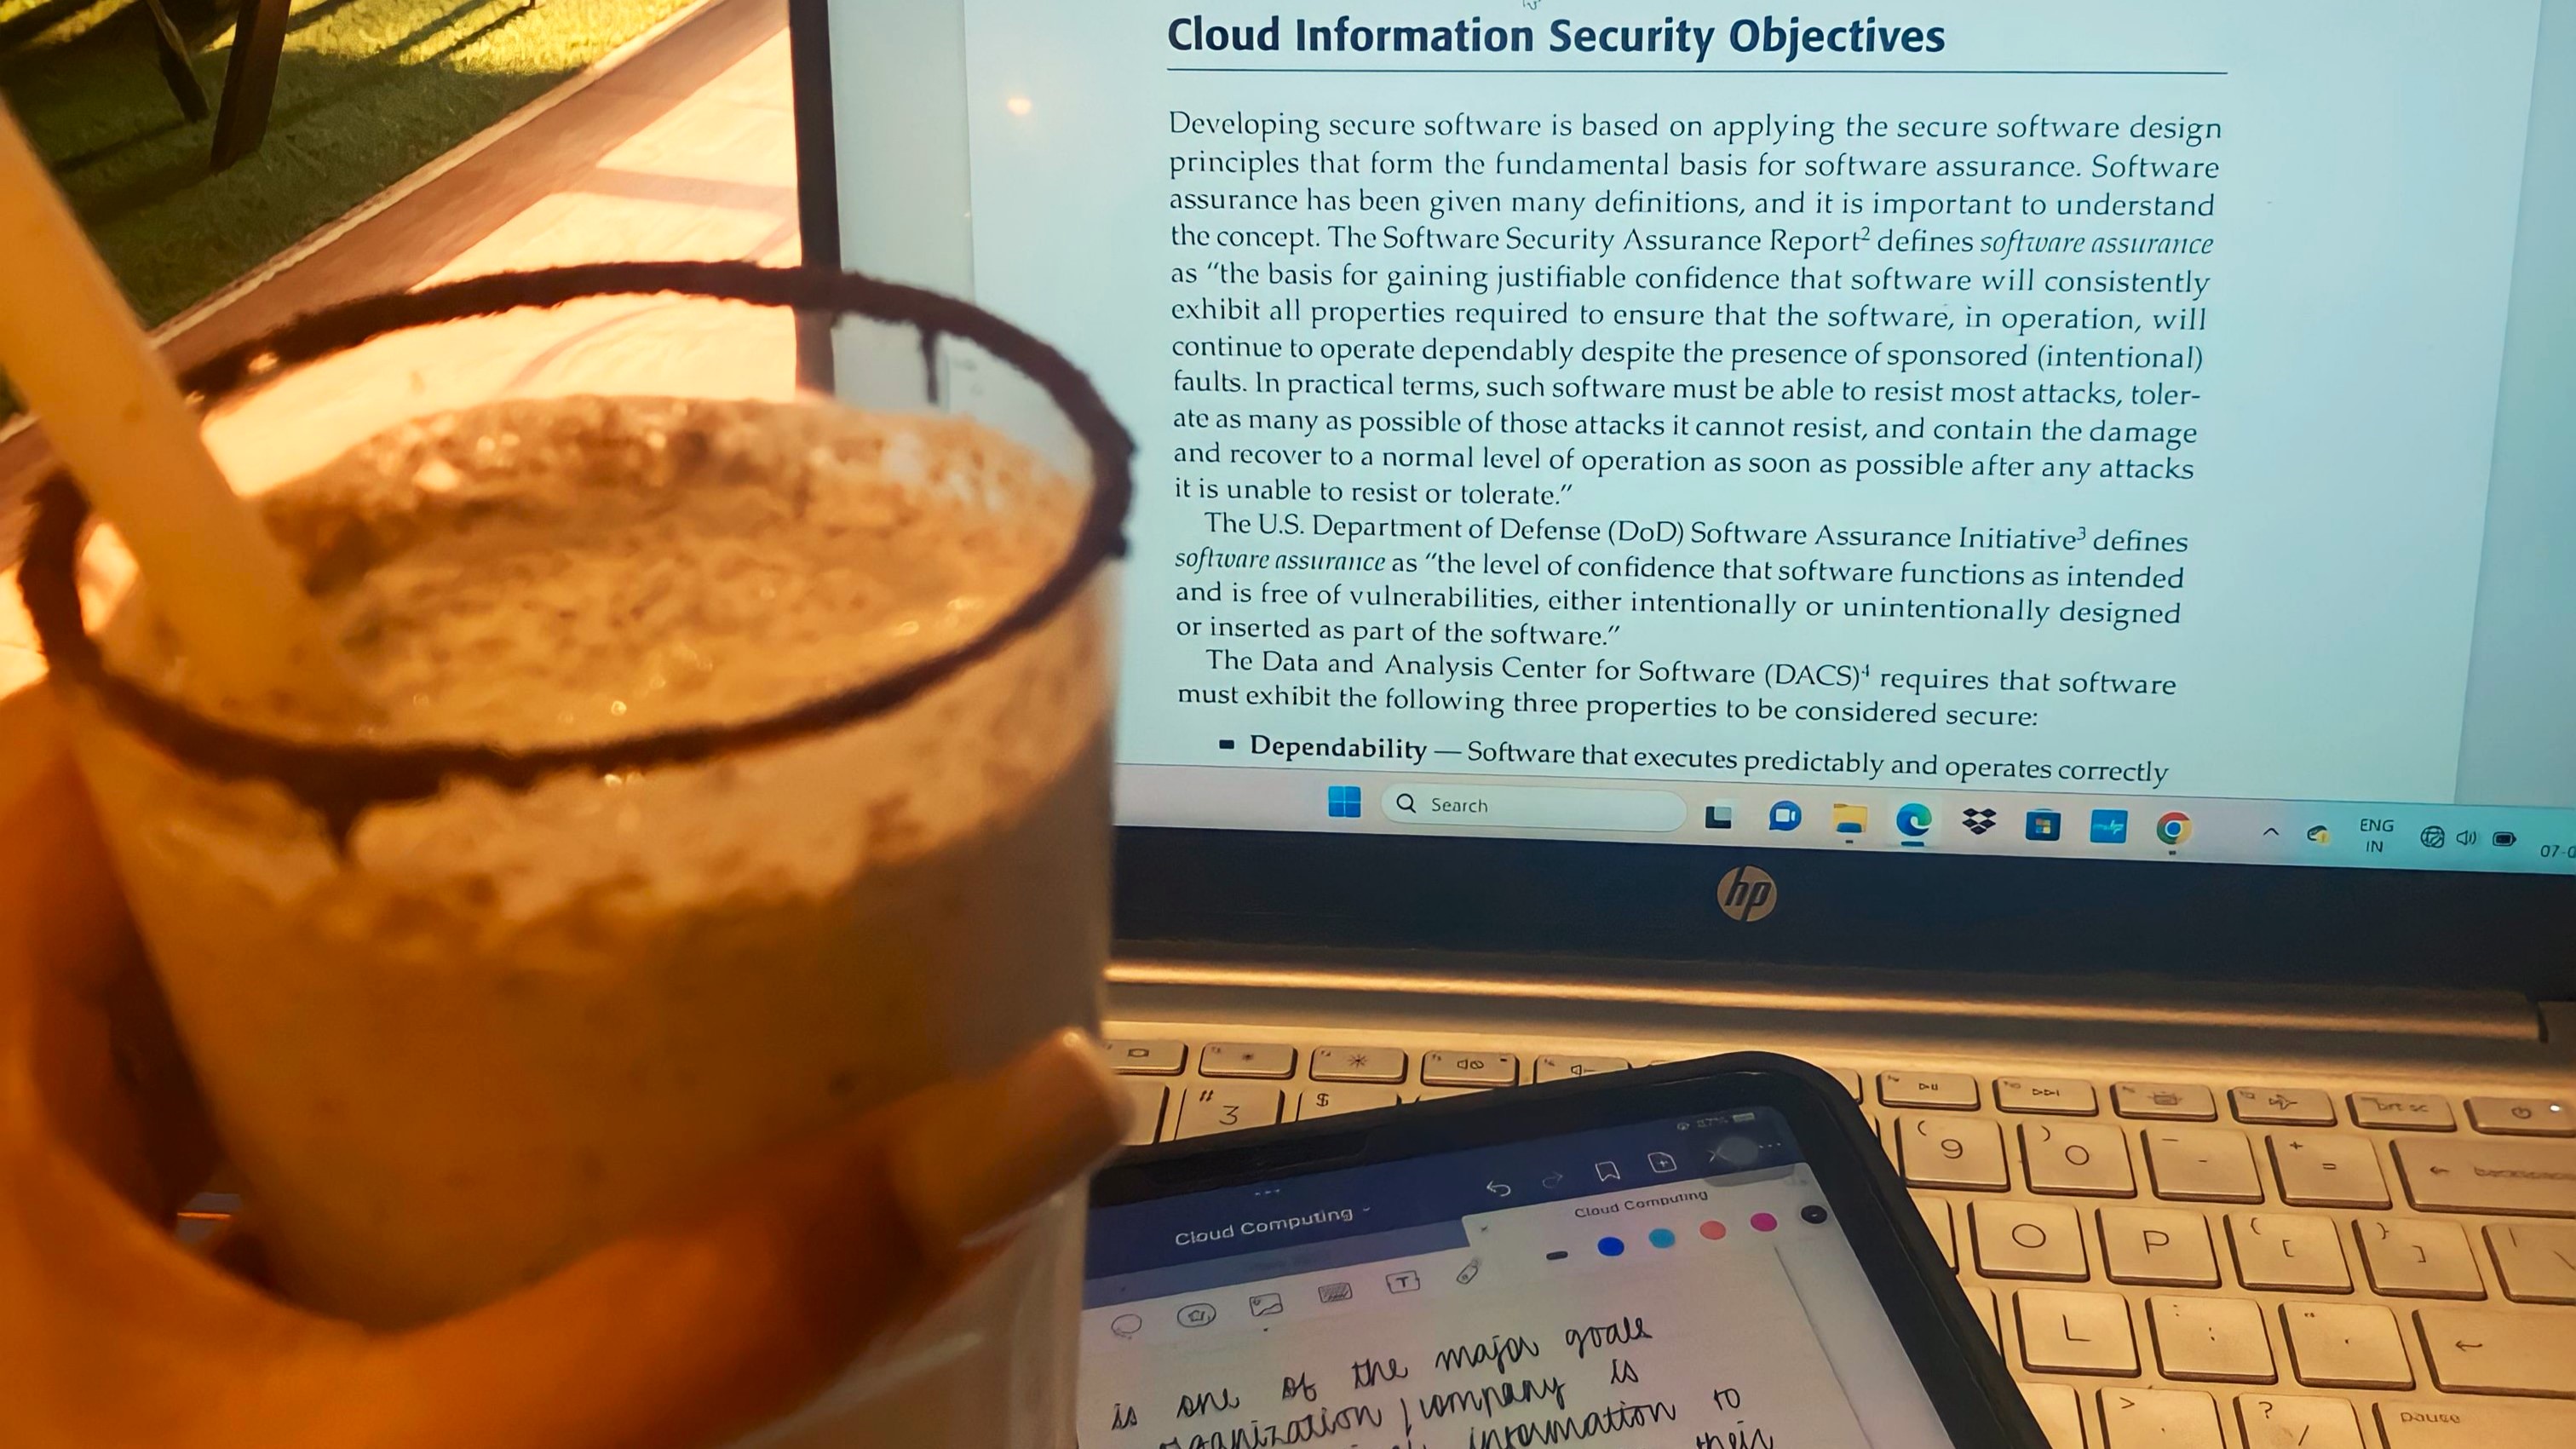 Cloud Information Security Objectives
Developing secure software is based on applying the secure software design
principles that form the fundamental basis for software assurance. Software
assurance has been given many definitions, and it is important to understand
the concept. The Software Security Assurance Report² defines software assurance
as “the basis for gaining justifiable confidence that software will consistently
exhibit all properties required to ensure that the software, in operation, will
continue to operate dependably despite the presence of sponsored (intentional)
faults. In practical terms, such software must be able to resist most attacks, toler-
ate as many as possible of those attacks it cannot resist, and contain the damage
and recover to a normal level of operation as soon as possible after any attacks
it is unable to resist or tolerate.”
The U.S. Department of Defense (DoD) Software Assurance Initiative³ defines
software assurance as “the level of confidence that software functions as intended
and is free of vulnerabilities, either intentionally or unintentionally designed
or inserted as part of the software.”
The Data and Analysis Center for Software (DACS)⁴ requires that software
must exhibit the following three properties to be considered secure:
Dependability — Software that executes predictably and operates correctly
Search
ENG
IN
07-0
hp
" 3
$
( 9
) 0
_ -
+ =
backspace
O
P
{ [
} ]
L
: ;
>
? /
pause
87%
Cloud Computing
Cloud Computing
T
is one of the major goals
organization / company is
information to
their